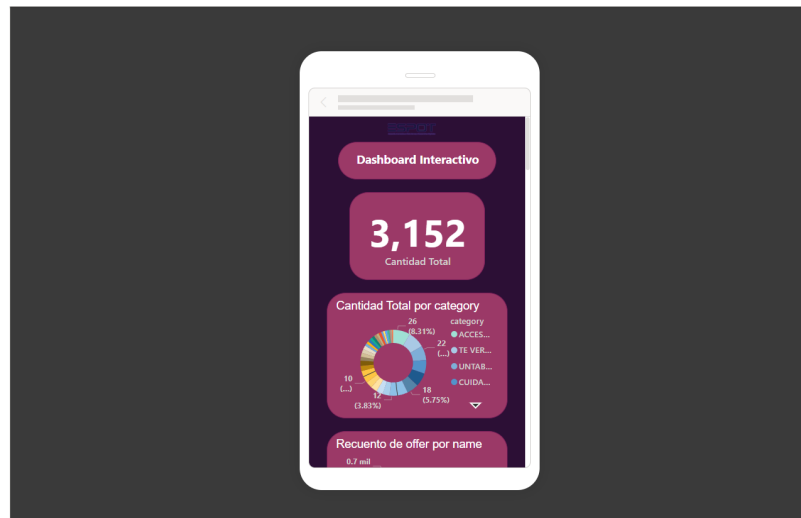 Dashboard Interactivo
3,152
Cantidad Total
Cantidad Total por category
26
(8.31%)
category
ACCES...
22
(...)
TE VER...
UNTAB...
CUIDA...
10
(...)
18
(5.75%)
12
(3.83%)
Recuento de offer por name
0.7 mil